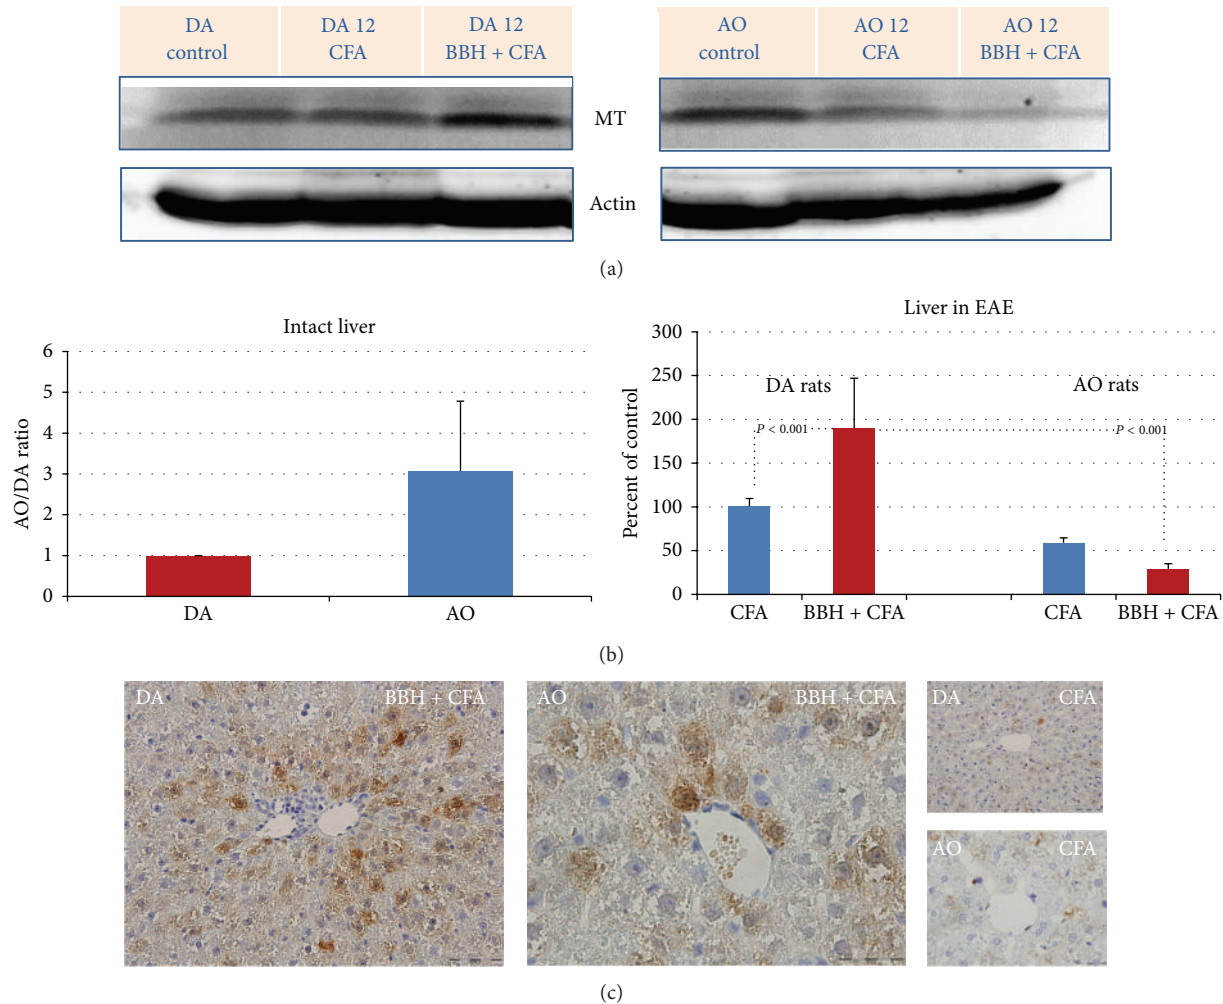 DA
control
DA 12
CFA
DA 12
BBH + CFA
AO
control
AO 12
CFA
AO 12
BBH + CFA
MT
Actin
(a)
Intact liver
AO/DA ratio
6
5
4
3
2
1
0
DA
AO
Liver in EAE
Percent of control
300
250
200
150
100
50
0
DA rats
AO rats
P < 0.001
P < 0.001
CFA
BBH + CFA
CFA
BBH + CFA
(b)
DA
BBH + CFA
AO
BBH + CFA
DA
CFA
AO
CFA
(c)